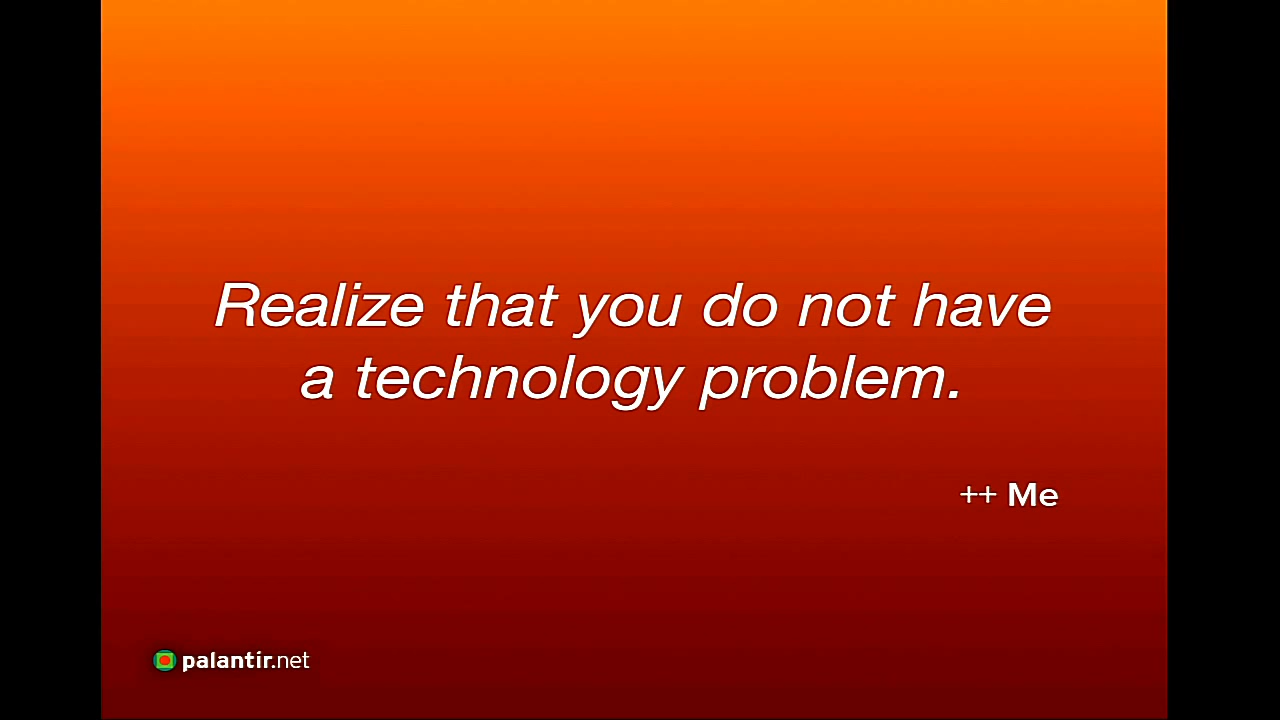 Realize that you do not have
a technology problem.
++ Me
palantir.net